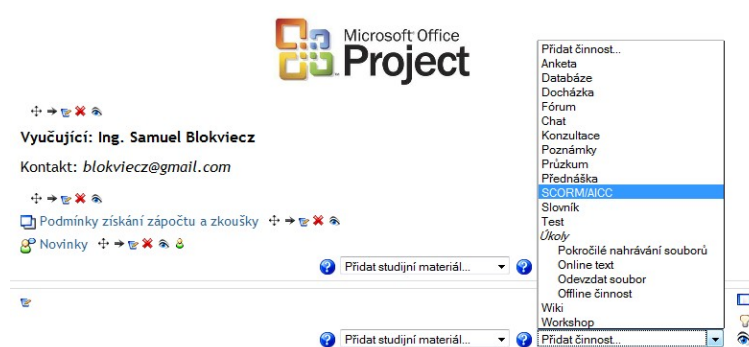 Microsoft Office
Project
Vyučující: Ing. Samuel Blokviecz
Kontakt: blokviecz@gmail.com
Podmínky získání zápočtu a zkoušky
Novinky
Přidat studijní materiál...
Přidat činnost...
Anketa
Databáze
Docházka
Fórum
Chat
Konzultace
Poznámky
Průzkum
Přednáška
SCORM/AICC
Slovník
Test
Úkoly
Pokročilé nahrávání souborů
Online text
Odevzdat soubor
Offline činnost
Wiki
Workshop
Přidat studijní materiál...
Přidat činnost...